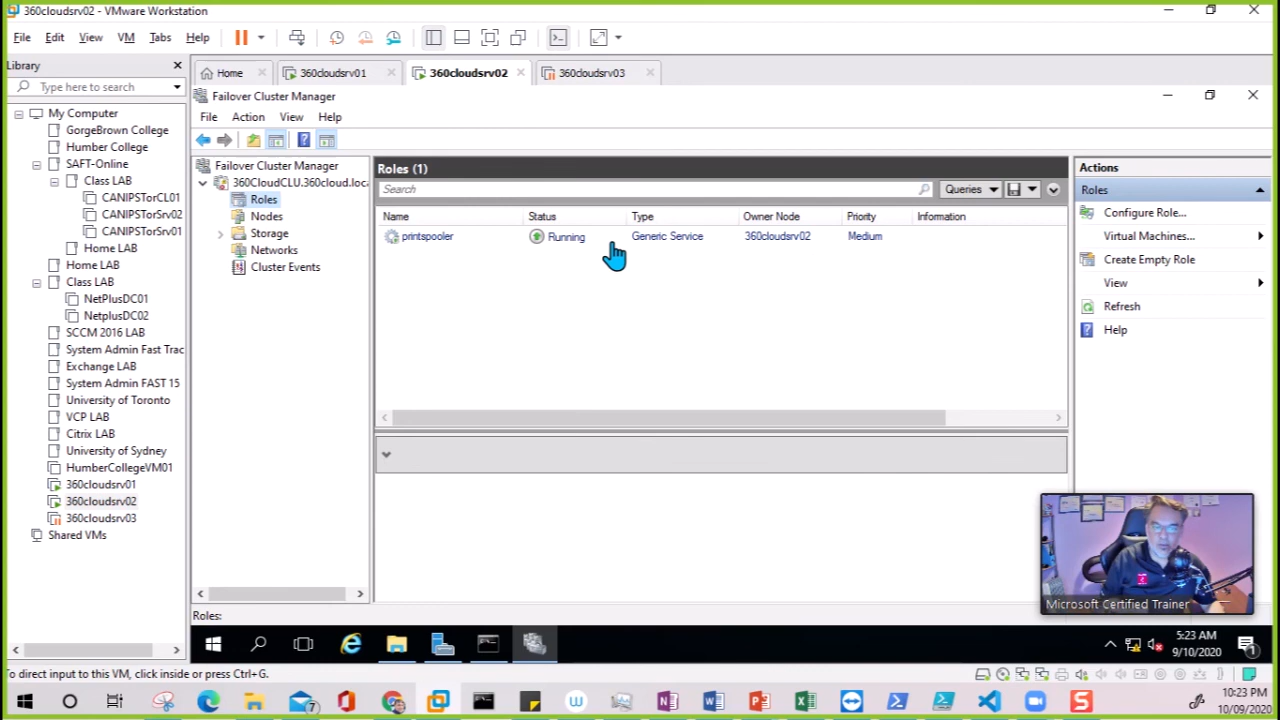 360cloudsrv02 - VMware Workstation
File Edit View VM Tabs Help
Library
Type here to search
My Computer
GorgeBrown College
Humber College
SAFT-Online
Class LAB
CANIPSTorCL01
CANIPSTorSrv02
CANIPSTorSrv01
Home LAB
Home LAB
Class LAB
NetPlusDC01
NetplusDC02
SCCM 2016 LAB
System Admin Fast Trac
Exchange LAB
System Admin FAST 15
University of Toronto
VCP LAB
Citrix LAB
University of Sydney
HumberCollegeVM01
360cloudsrv01
360cloudsrv02
360cloudsrv03
Shared VMs
Home 360cloudsrv01 360cloudsrv02 360cloudsrv03
Failover Cluster Manager
File Action View Help
Failover Cluster Manager
360CloudCLU.360cloud.loca
Roles
Nodes
Storage
Networks
Cluster Events
Roles (1)
Search Queries
Name Status Type Owner Node Priority Information
printspooler Running Generic Service 360cloudsrv02 Medium
Actions
Roles
Configure Role...
Virtual Machines...
Create Empty Role
View
Refresh
Help
Microsoft Certified Trainer
Roles:
5:23 AM
9/10/2020
1
To direct input to this VM, click inside or press Ctrl+G.
7
10:23 PM
10/09/2020